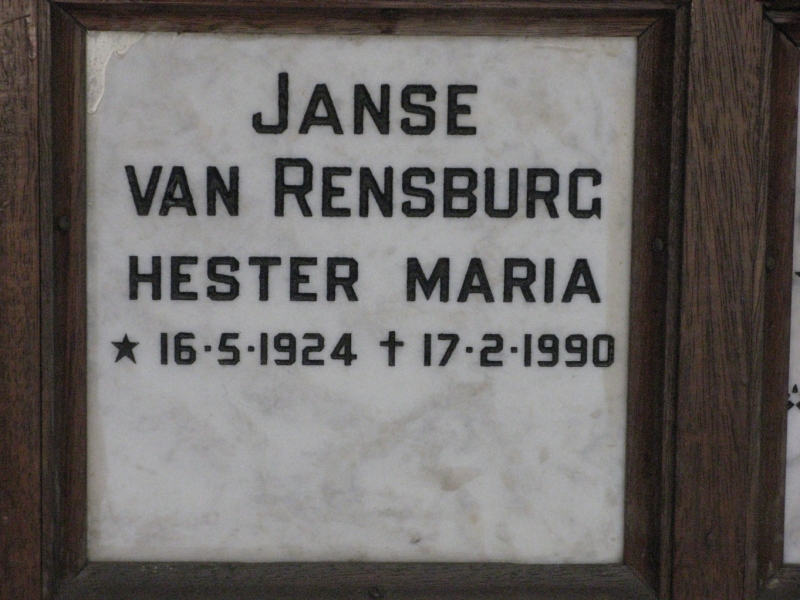 JANSE
VAN RENSBURG
HESTER MARIA
★ 16·5·1924 † 17·2·1990